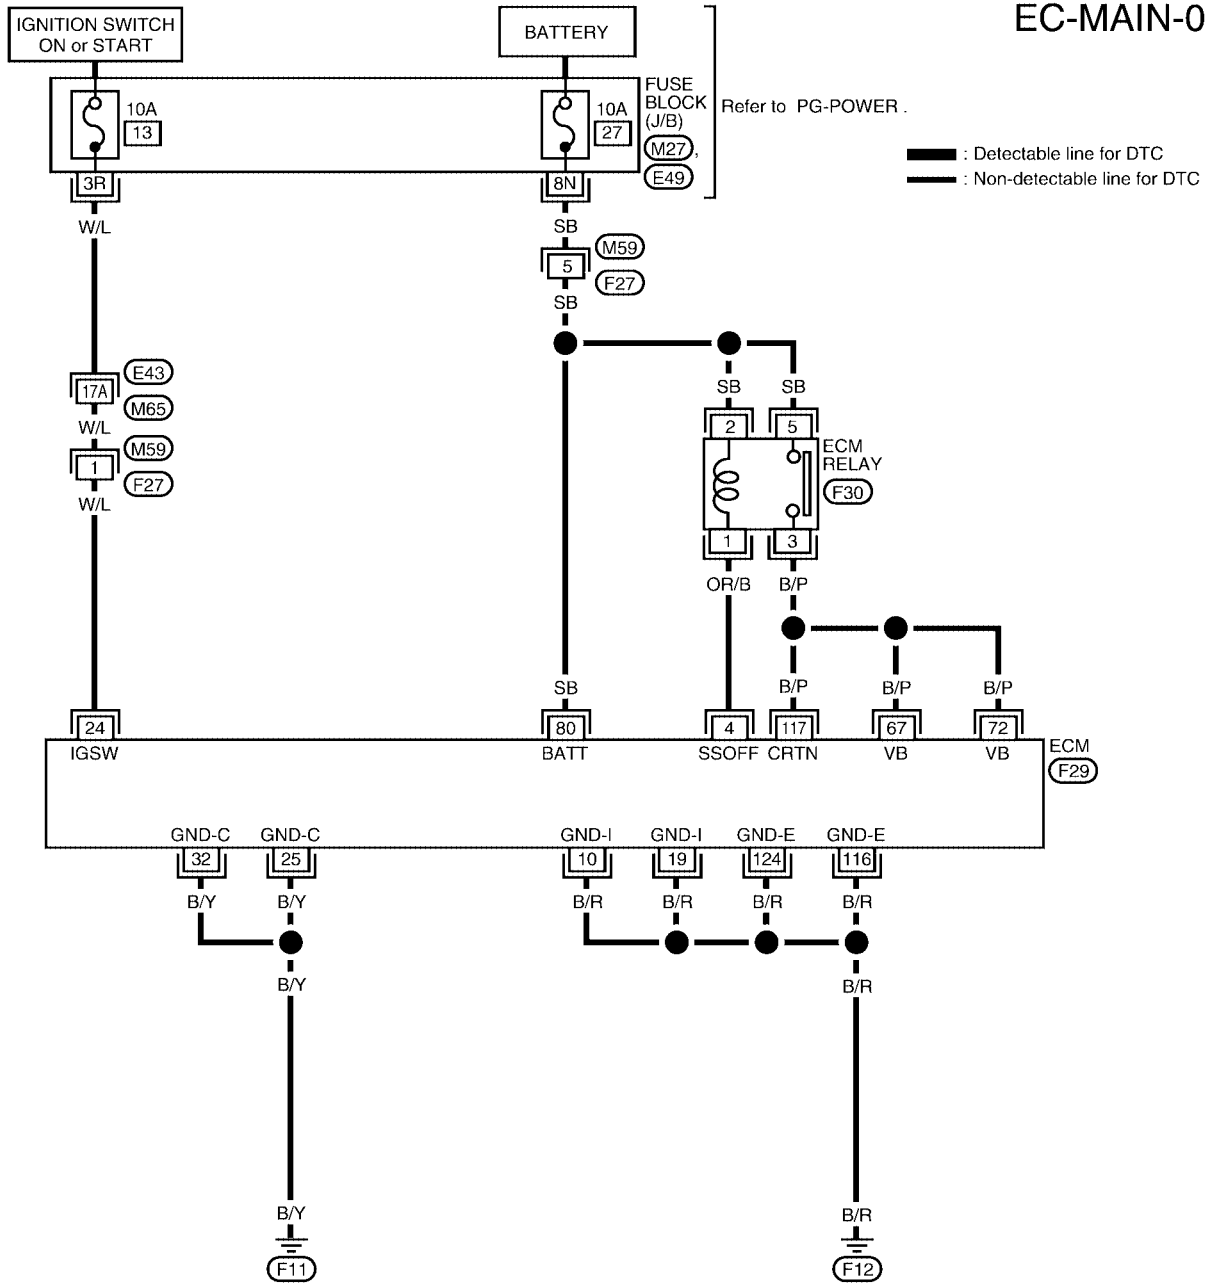 EC-MAIN-0
IGNITION SWITCH
ON or START
BATTERY
10A
13
10A
27
FUSE
BLOCK
(J/B)
M27,
E49
Refer to PG-POWER .
: Detectable line for DTC
: Non-detectable line for DTC
3R
8N
W/L
SB
M59
5
F27
SB
E43
17A
M65
W/L
M59
1
F27
W/L
SB
SB
2
5
ECM
RELAY
F30
1
3
OR/B
B/P
SB
B/P
B/P
B/P
24
80
4
117
67
72
IGSW
BATT
SSOFF
CRTN
VB
VB
ECM
F29
GND-C
GND-C
GND-I
GND-I
GND-E
GND-E
32
25
10
19
124
116
B/Y
B/Y
B/R
B/R
B/R
B/R
B/Y
B/R
B/Y
B/R
F11
F12